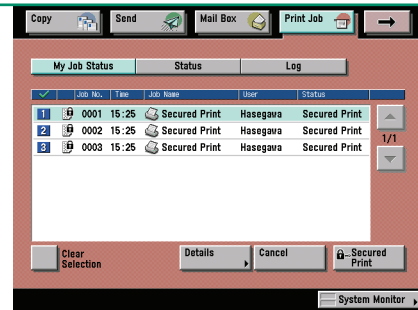 Copy Send Mail Box Print Job
My Job Status Status Log
Job No. Time Job Name User Status
1 0001 15:25 Secured Print Hasegawa Secured Print
2 0002 15:25 Secured Print Hasegawa Secured Print
3 0003 15:25 Secured Print Hasegawa Secured Print
1/1
Clear
Selection
Details Cancel Secured
Print
System Monitor